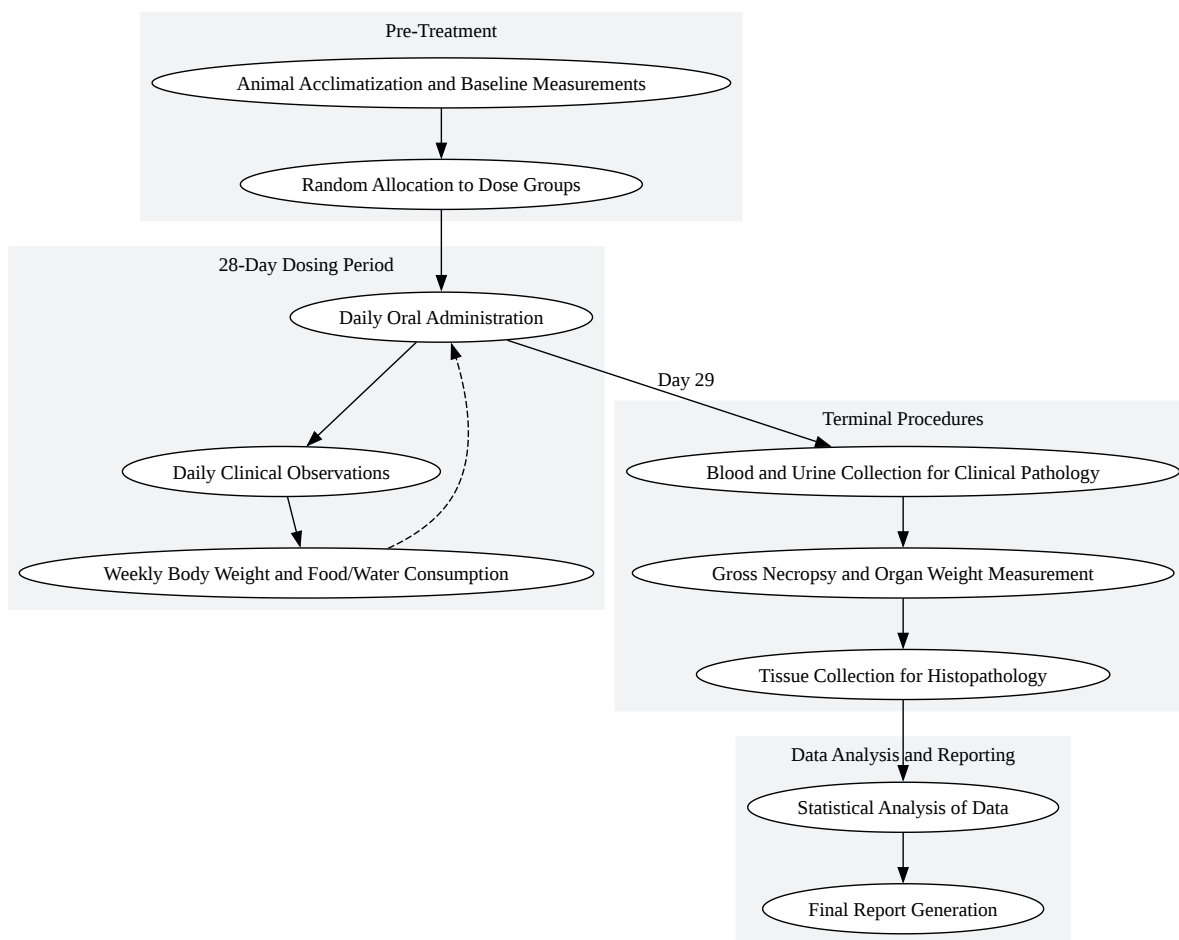 Pre-Treatment
Animal Acclimatization and Baseline Measurements
Random Allocation to Dose Groups
28-Day Dosing Period
Daily Oral Administration
Day 29
Terminal Procedures
Daily Clinical Observations
Blood and Urine Collection for Clinical Pathology
Weekly Body Weight and Food/Water Consumption
Gross Necropsy and Organ Weight Measurement
Tissue Collection for Histopathology
Data Analysis and Reporting
Statistical Analysis of Data
Final Report Generation